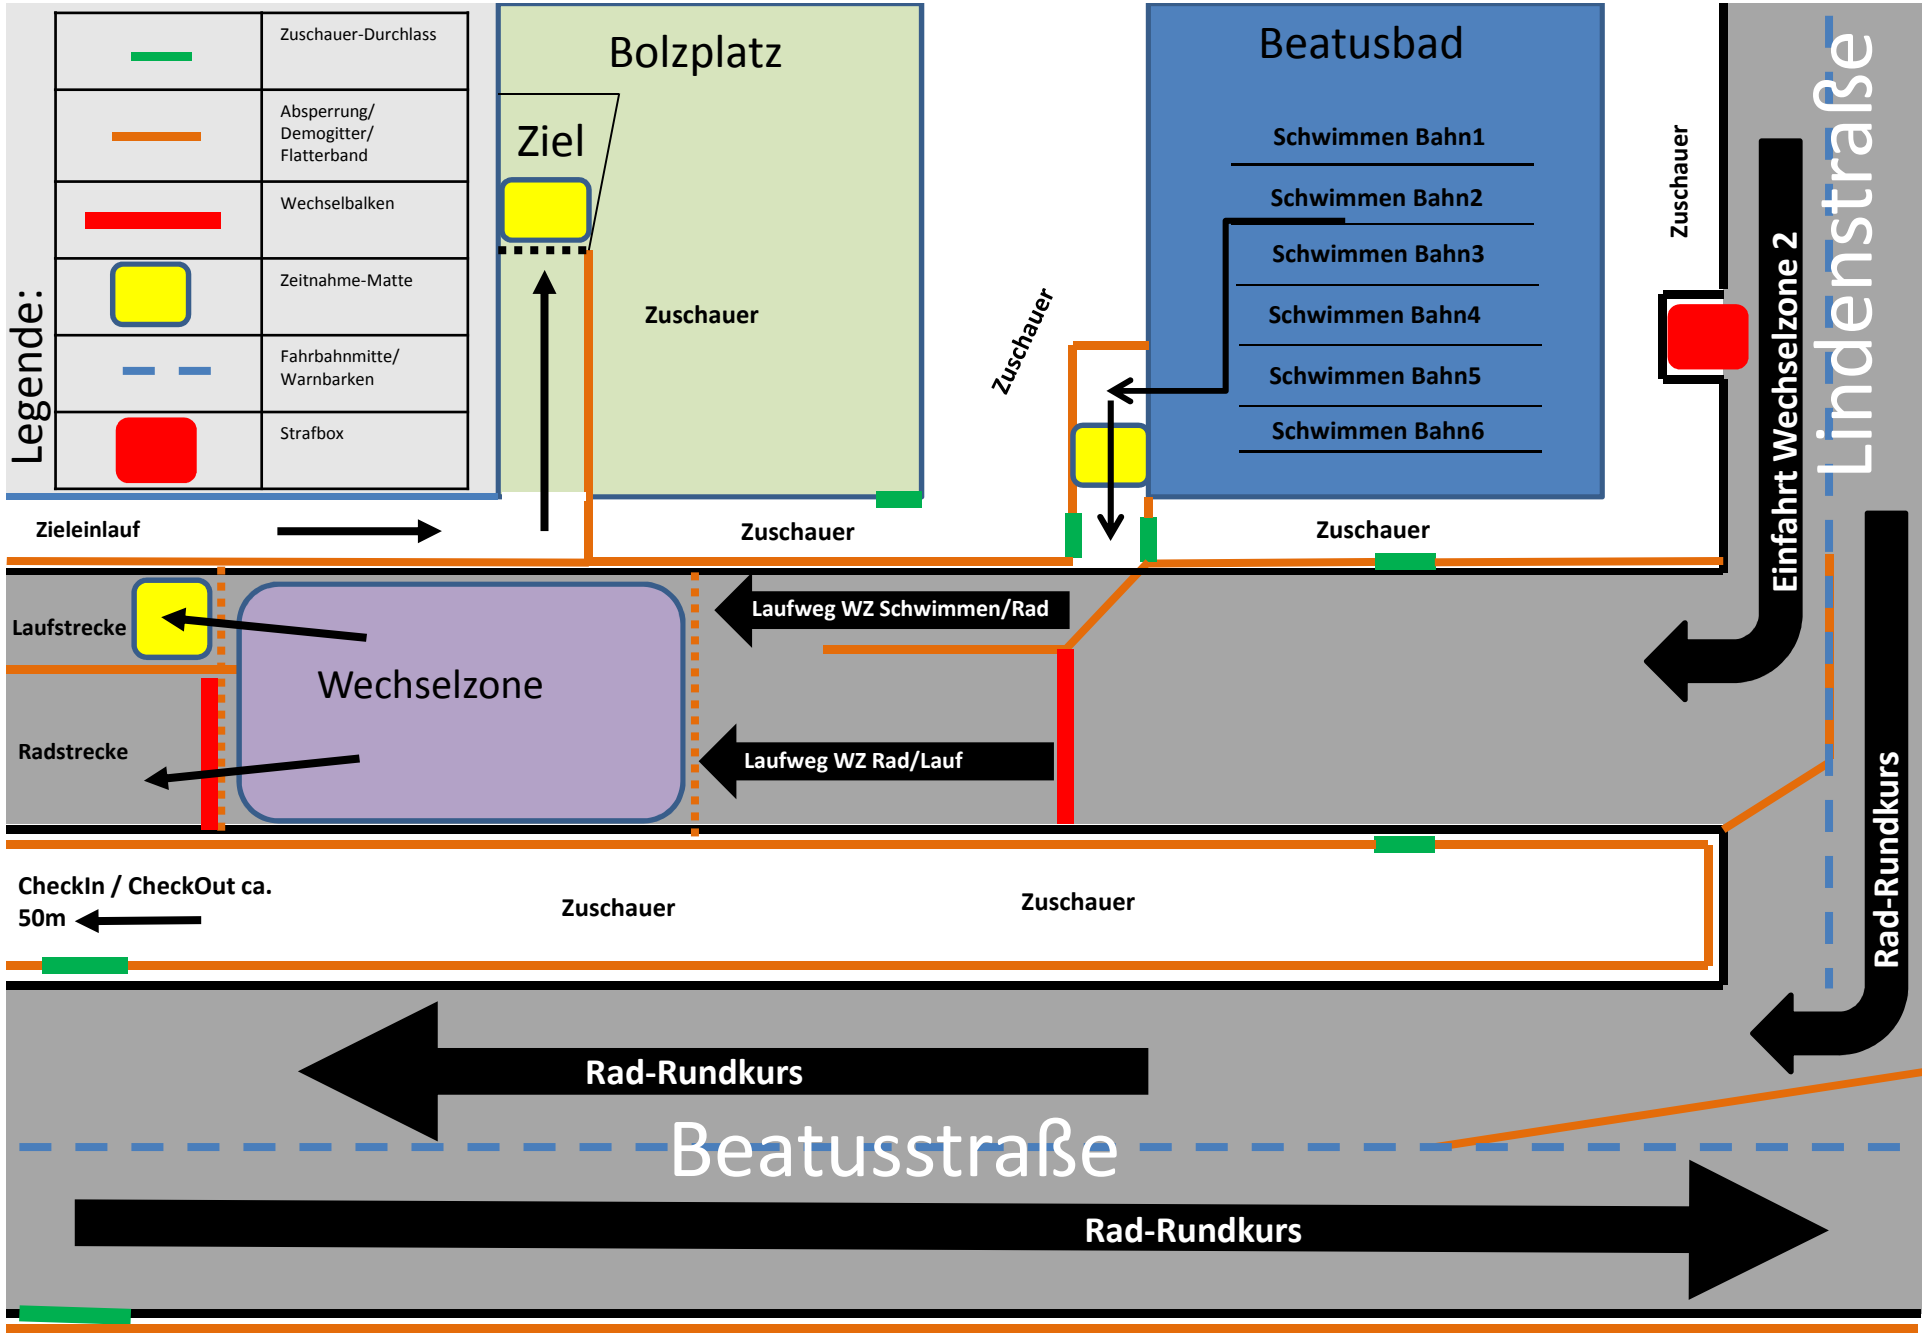 Legende:
Zuschauer-Durchlass
Absperrung/
Demogitter/
Flatterband
Wechselbalken
Zeitnahme-Matte
Fahrbahnmitte/
Warnbarken
Strafbox
Bolzplatz
Ziel
Zuschauer
Beatusbad
Schwimmen Bahn1
Schwimmen Bahn2
Schwimmen Bahn3
Schwimmen Bahn4
Schwimmen Bahn5
Schwimmen Bahn6
Zuschauer
Zuschauer
Lindenstraße
Einfahrt Wechselzone 2
Zieleinlauf
Zuschauer
Zuschauer
Laufstrecke
Radstrecke
Wechselzone
Laufweg WZ Schwimmen/Rad
Laufweg WZ Rad/Lauf
Rad-Rundkurs
CheckIn / CheckOut ca.
50m
Zuschauer
Zuschauer
Rad-Rundkurs
Beatusstraße
Rad-Rundkurs